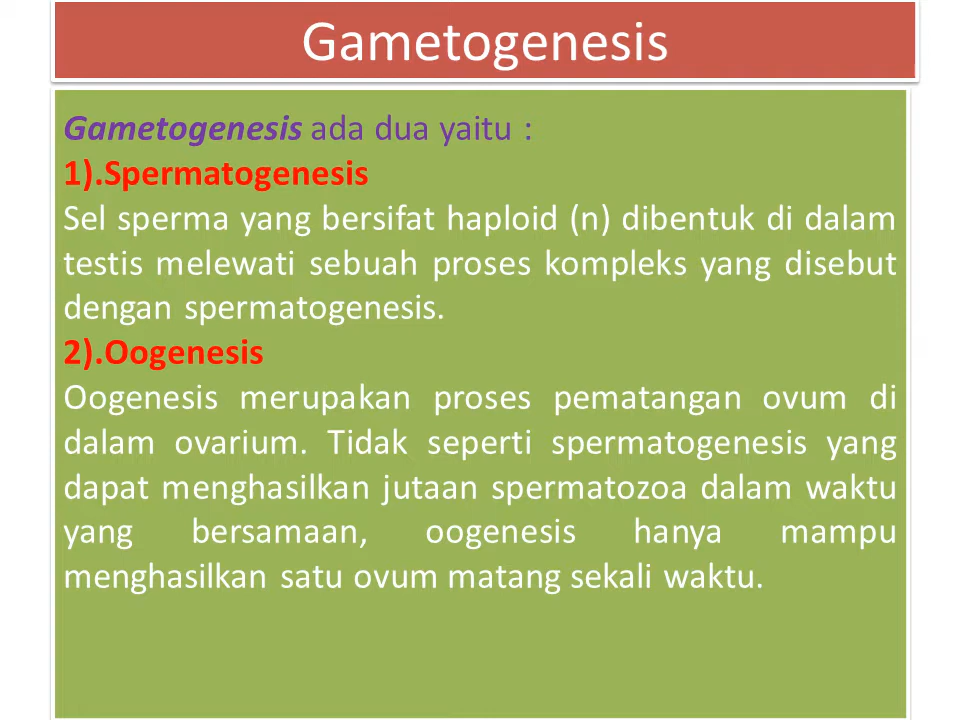 Gametogenesis
Gametogenesis ada dua yaitu :
1).Spermatogenesis
Sel sperma yang bersifat haploid (n) dibentuk di dalam
testis melewati sebuah proses kompleks yang disebut
dengan spermatogenesis.
2).Oogenesis
Oogenesis merupakan proses pematangan ovum di
dalam ovarium. Tidak seperti spermatogenesis yang
dapat menghasilkan jutaan spermatozoa dalam waktu
yang bersamaan, oogenesis hanya mampu
menghasilkan satu ovum matang sekali waktu.